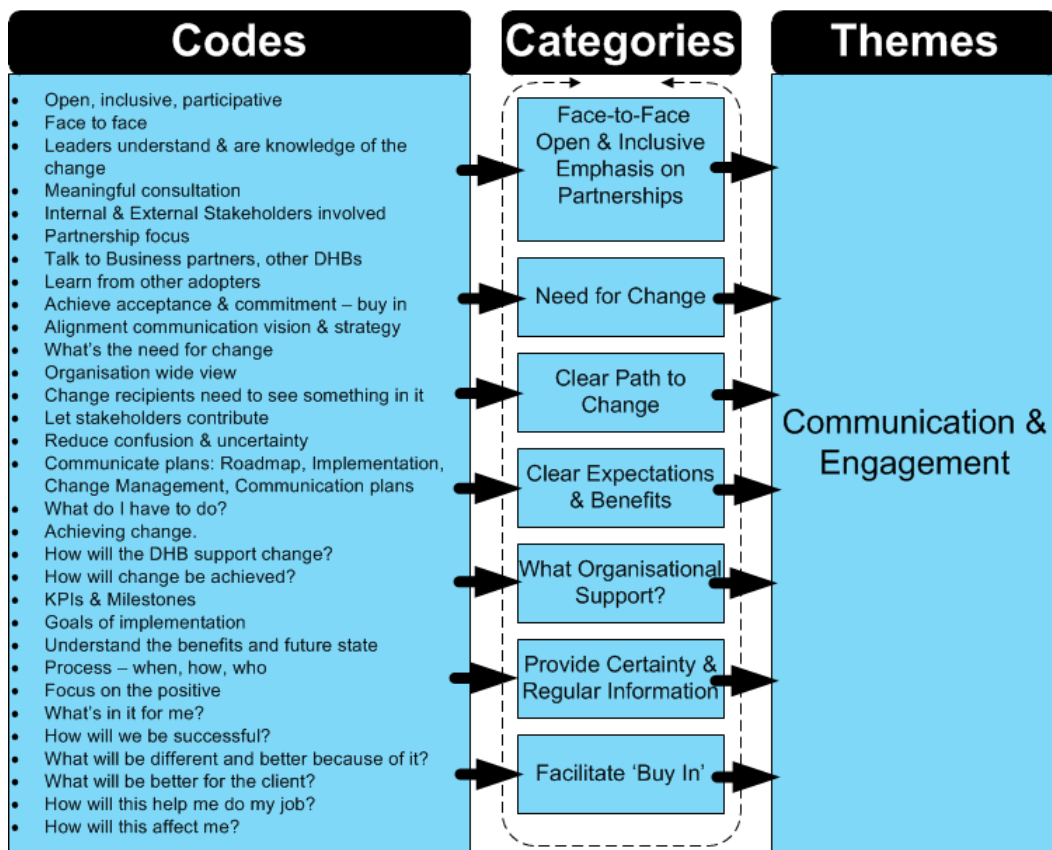 Codes
• Open, inclusive, participative
• Face to face
• Leaders understand & are knowledge of the
change
• Meaningful consultation
• Internal & External Stakeholders involved
• Partnership focus
• Talk to Business partners, other DHBs
• Learn from other adopters
• Achieve acceptance & commitment – buy in
• Alignment communication vision & strategy
• What's the need for change
• Organisation wide view
• Change recipients need to see something in it
• Let stakeholders contribute
• Reduce confusion & uncertainty
• Communicate plans: Roadmap, Implementation,
Change Management, Communication plans
• What do I have to do?
• Achieving change.
• How will the DHB support change?
• How will change be achieved?
• KPIs & Milestones
• Goals of implementation
• Understand the benefits and future state
• Process – when, how, who
• Focus on the positive
• What's in it for me?
• How will we be successful?
• What will be different and better because of it?
• What will be better for the client?
• How will this help me do my job?
• How will this affect me?
Categories
Face-to-Face
Open & Inclusive
Emphasis on
Partnerships
Need for Change
Clear Path to
Change
Clear Expectations
& Benefits
What Organisational
Support?
Provide Certainty &
Regular Information
Facilitate 'Buy In'
Themes
Communication &
Engagement